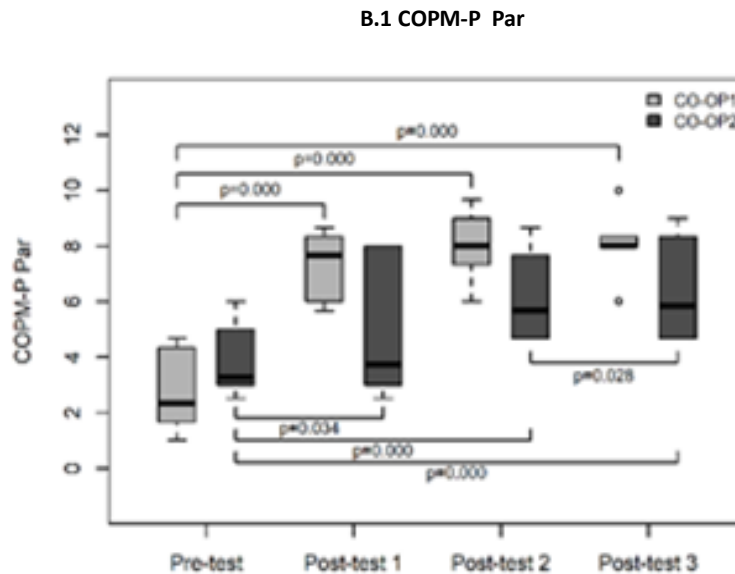 B.1 COPM-P Par
CO-OP1
CO-OP2
p=0.000
p=0.000
p=0.000
12
10
8
6
4
2
0
COPM-P Par
p=0.028
p=0.034
p=0.000
p=0.000
Pre-test
Post-test 1
Post-test 2
Post-test 3